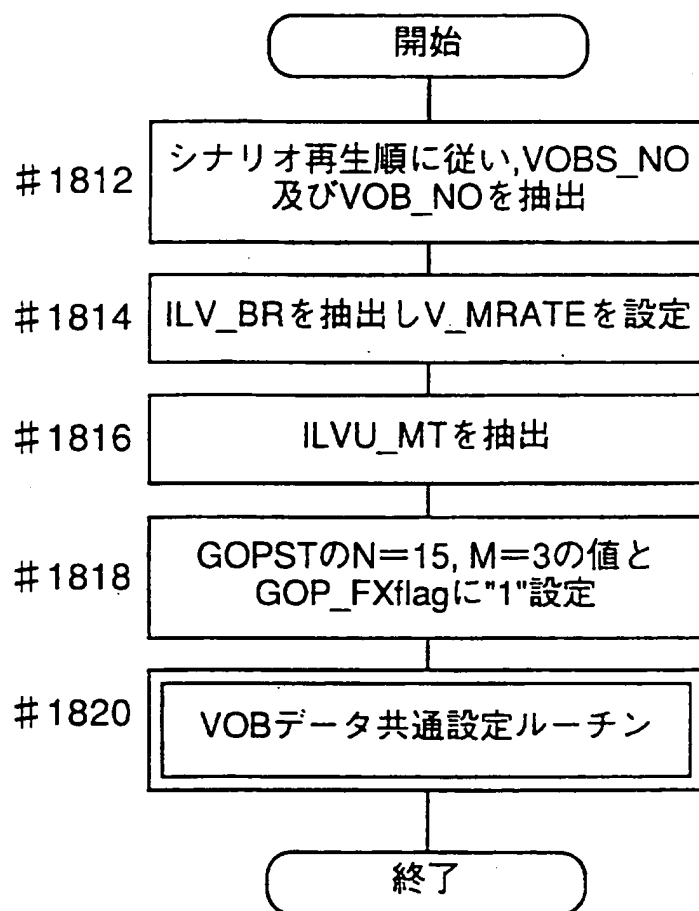 開始
#1812
シナリオ再生順に従い,VOBS_NO
及びVOB_NOを抽出
#1814
ILV_BRを抽出しV_MRATEを設定
#1816
ILVU_MTを抽出
#1818
GOPSTのN=15, M=3の値と
GOP_FXflagに"1"設定
#1820
VOBデータ共通設定ルーチン
終了